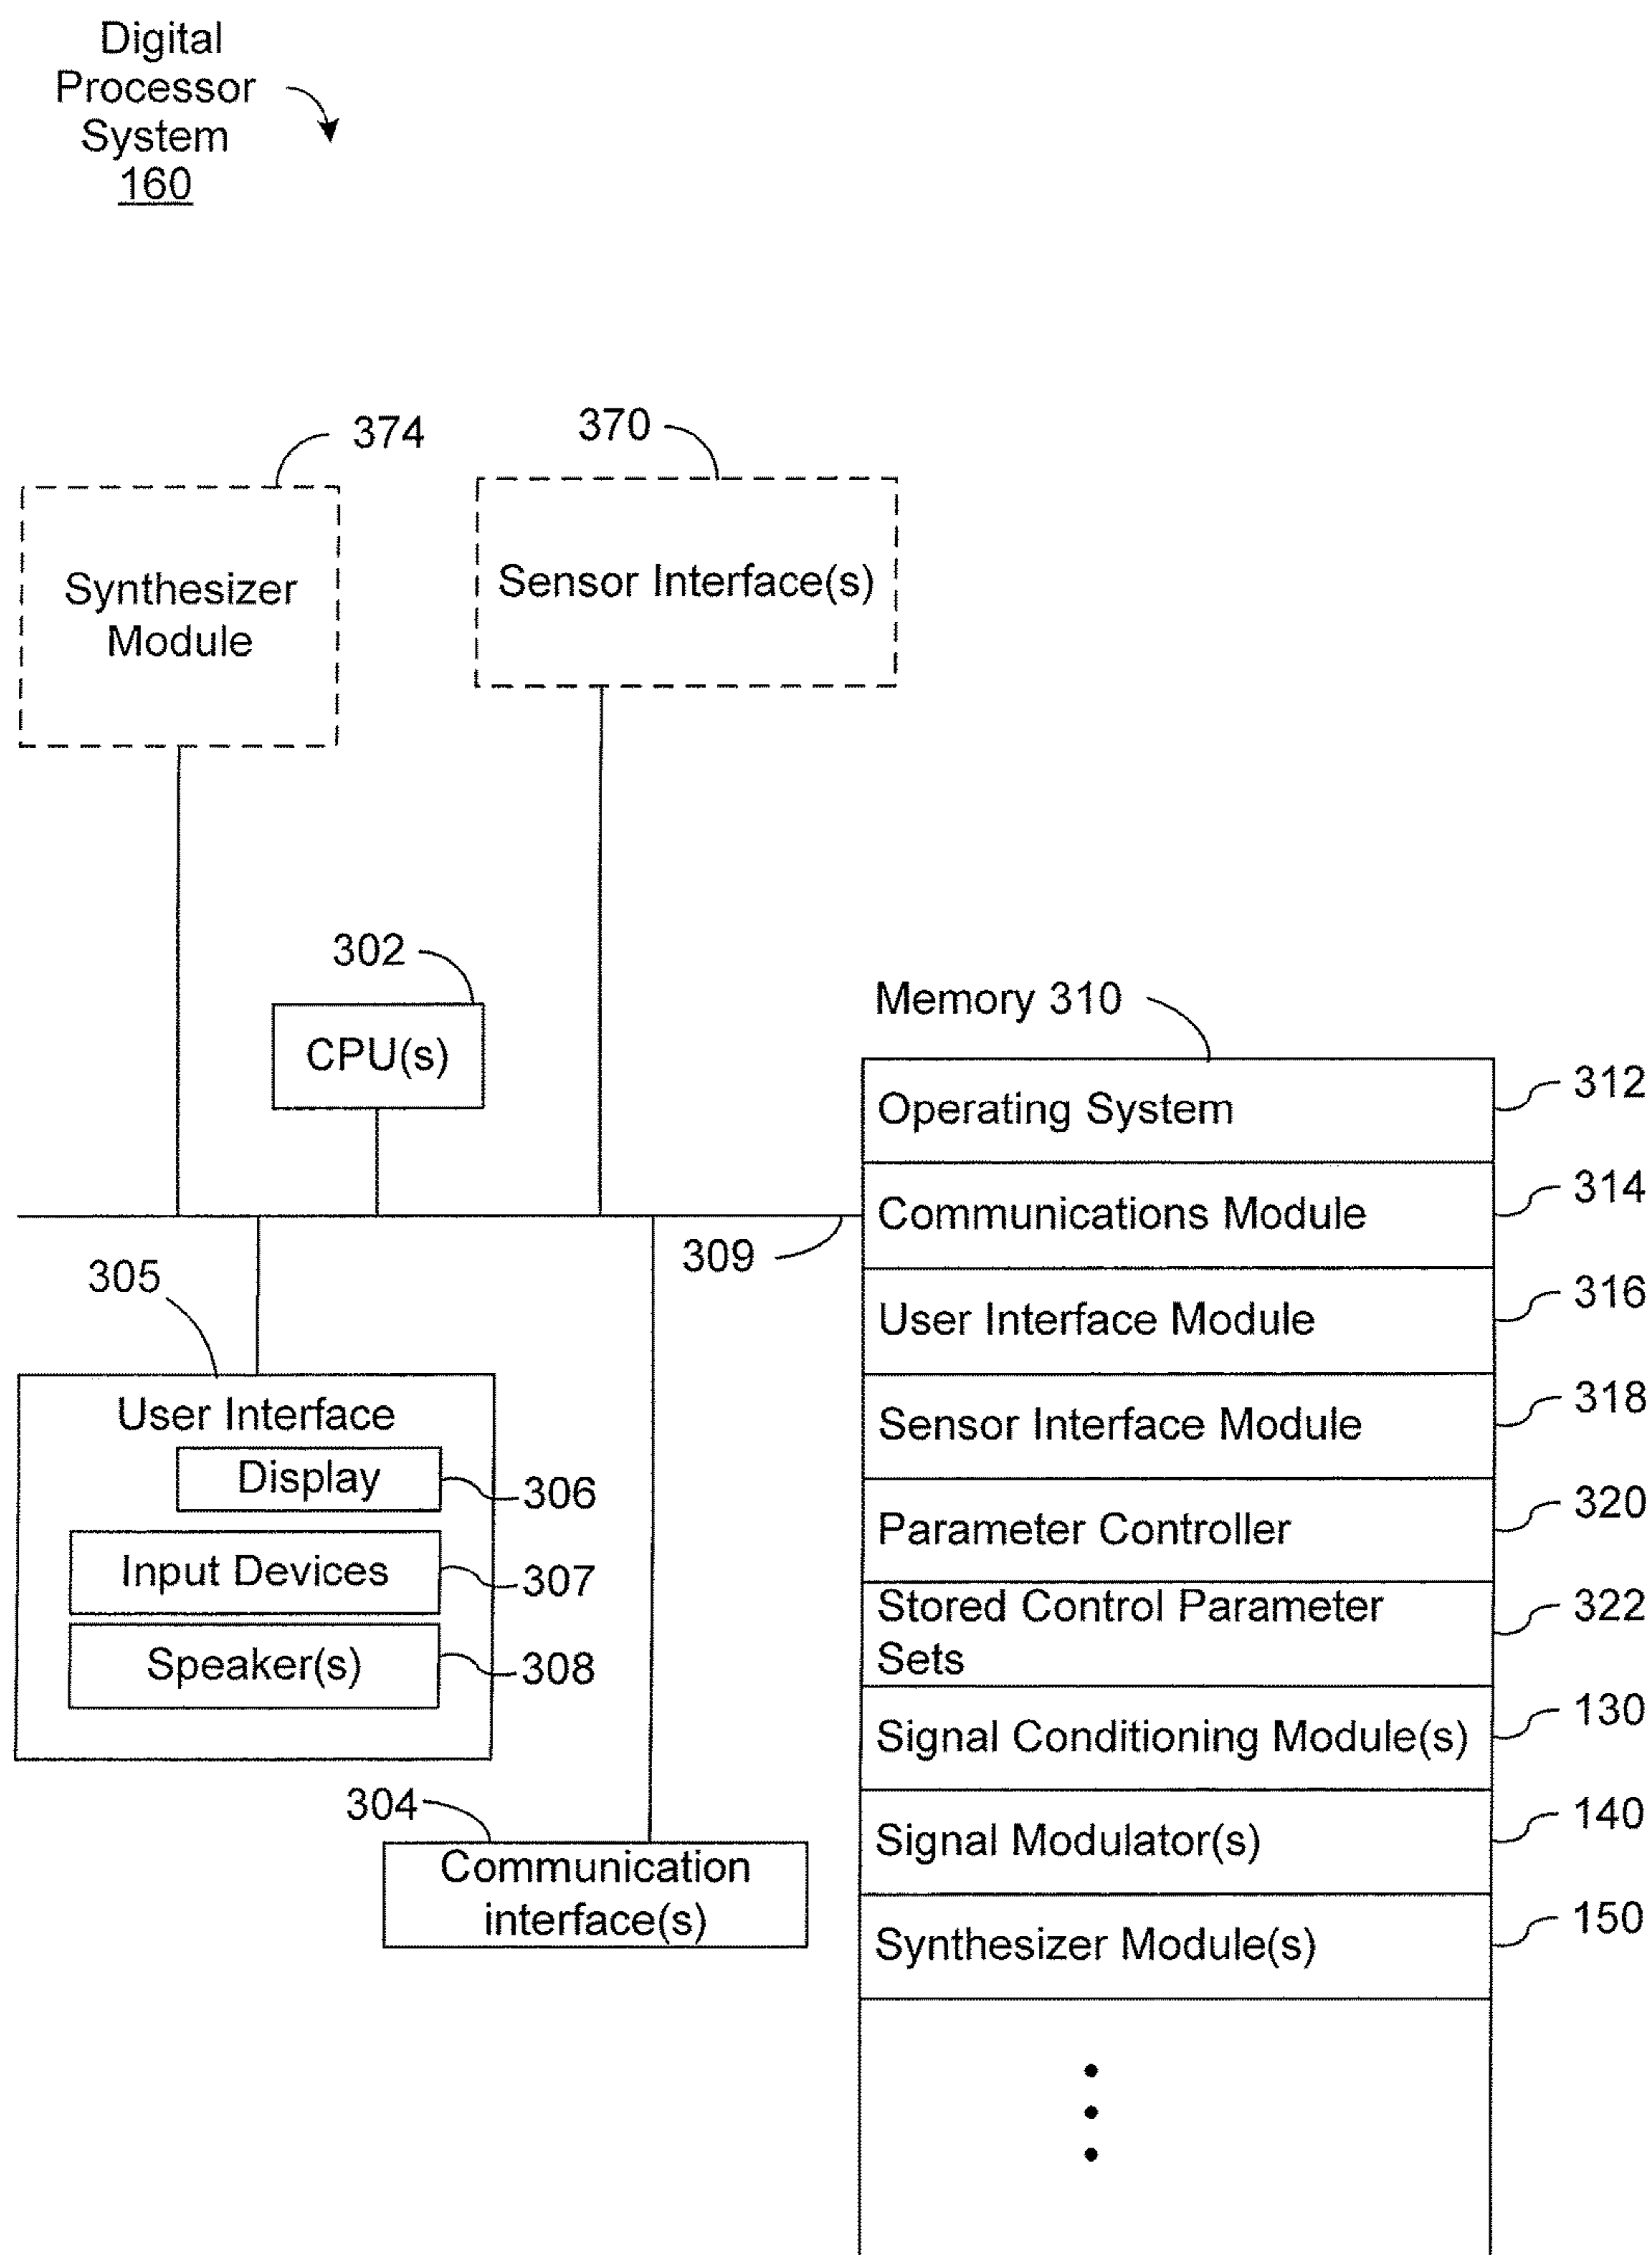 Digital
Processor
System
160
374
370
Synthesizer
Module
Sensor Interface(s)
302
CPU(s)
Memory 310
Operating System
312
Communications Module
314
309
User Interface Module
316
305
Sensor Interface Module
318
User Interface
Display
306
Input Devices
307
Speaker(s)
308
Parameter Controller
320
Stored Control Parameter
Sets
322
Signal Conditioning Module(s)
130
304
Communication
interface(s)
Signal Modulator(s)
140
Synthesizer Module(s)
150